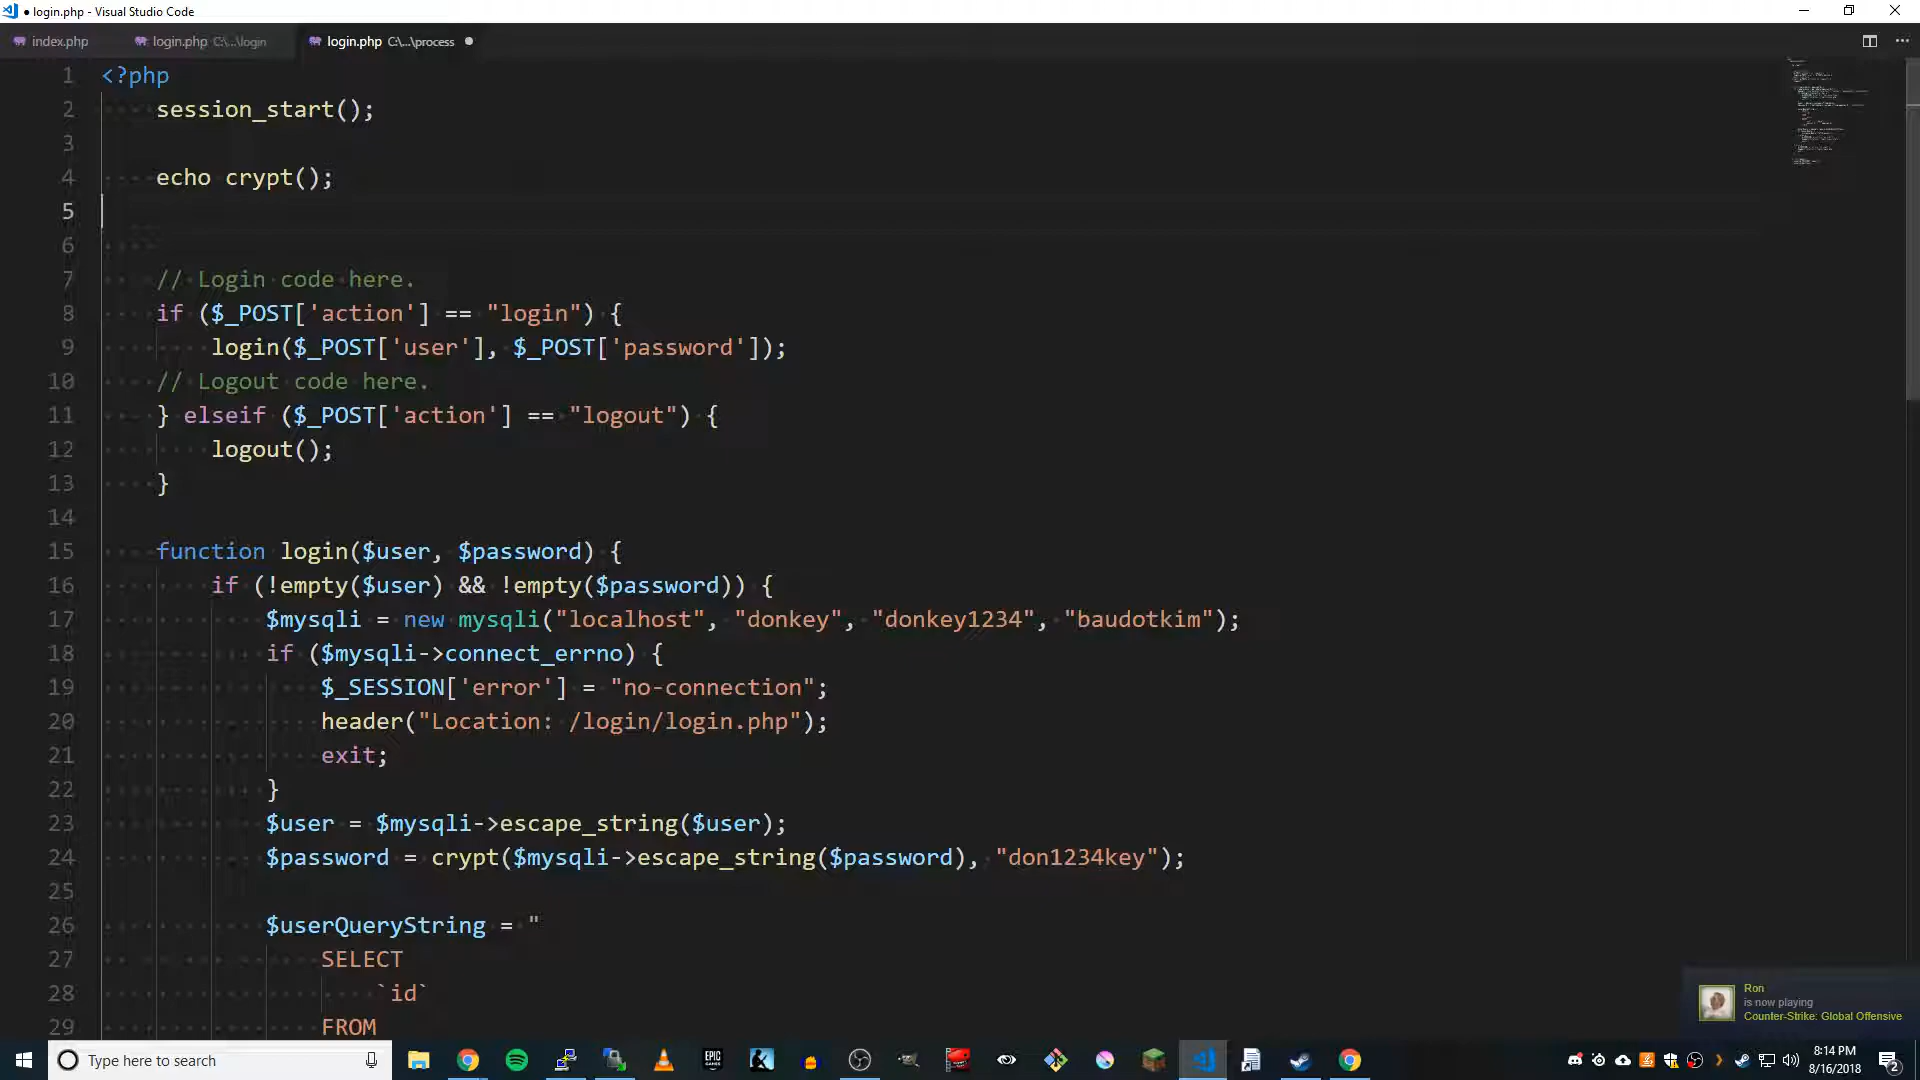 login.php - Visual Studio Code
index.php
login.php C:\...\login
login.php C:\...\process
1 <?php
2 session_start();
3
4 echo crypt();
5
6
7 // Login code here.
8 if ($_POST['action'] == "login") {
9 login($_POST['user'], $_POST['password']);
10 // Logout code here.
11 } elseif ($_POST['action'] == "logout") {
12 logout();
13 }
14
15 function login($user, $password) {
16 if (!empty($user) && !empty($password)) {
17 $mysqli = new mysqli("localhost", "donkey", "donkey1234", "baudotkim");
18 if ($mysqli->connect_errno) {
19 $_SESSION['error'] = "no-connection";
20 header("Location: /login/login.php");
21 exit;
22 }
23 $user = $mysqli->escape_string($user);
24 $password = crypt($mysqli->escape_string($password), "don1234key");
25
26 $userQueryString = "
27 SELECT
28 `id`
29 FROM
Ron
is now playing
Counter-Strike: Global Offensive
Type here to search
EPIC GAMES
8:14 PM
8/16/2018
2